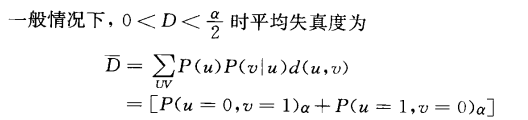 一般情况下，0＜D＜α/2 时平均失真度为
D̅ = ∑_{UV} P(u)P(v|u)d(u,v)
= [P(u = 0,v = 1)α + P(u = 1,v = 0)α]